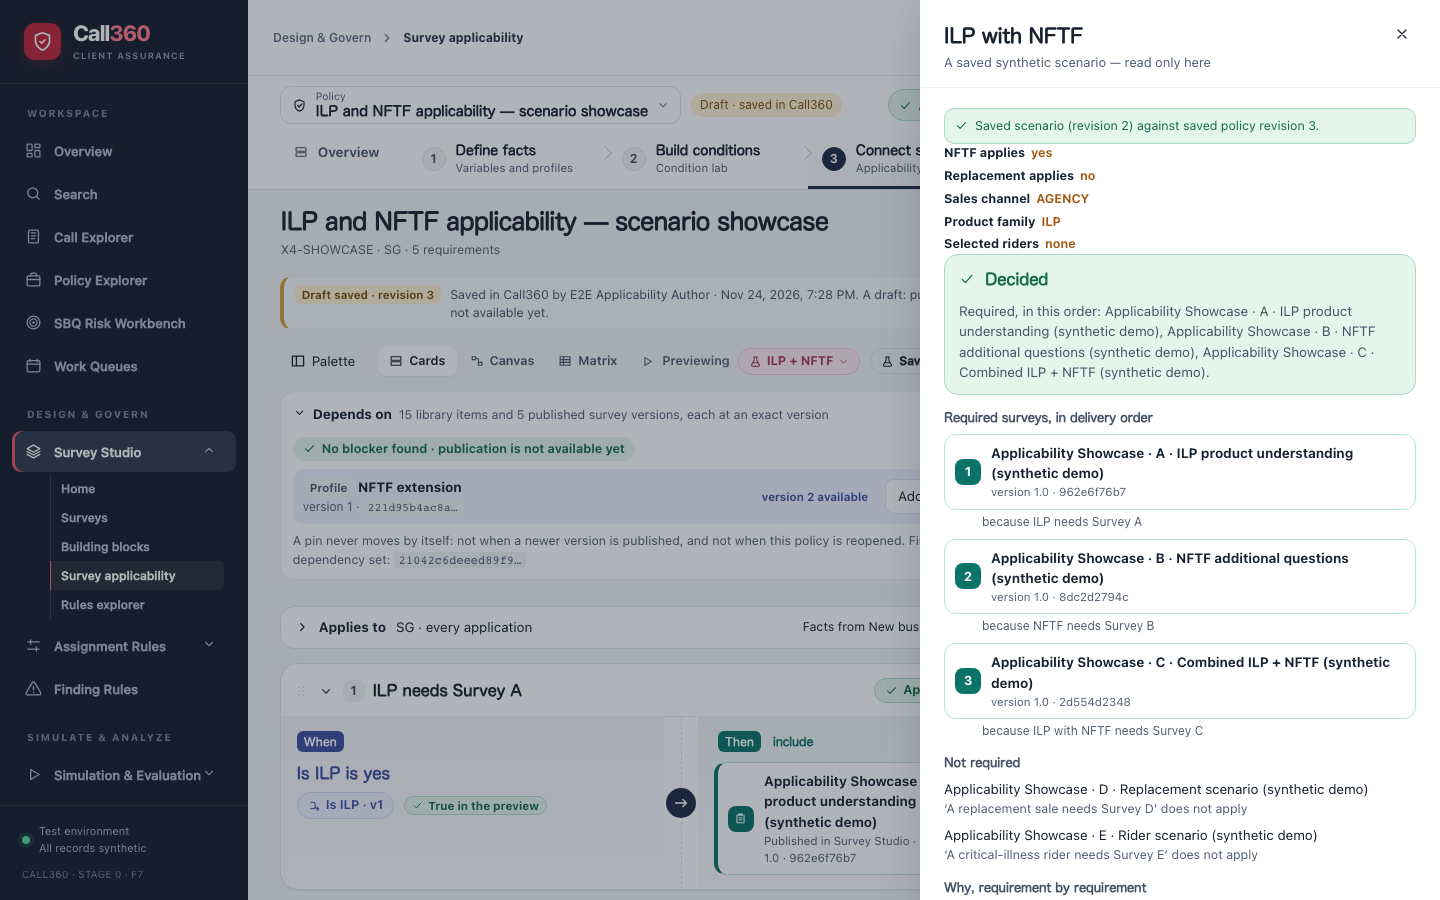 Call360
CLIENT ASSURANCE
WORKSPACE
Overview
Search
Call Explorer
Policy Explorer
SBQ Risk Workbench
Work Queues
DESIGN & GOVERN
Survey Studio
Home
Surveys
Building blocks
Survey applicability
Rules explorer
Assignment Rules
Finding Rules
SIMULATE & ANALYZE
Simulation & Evaluation
Test environment
All records synthetic
CALL360 · STAGE 0 · F7
Design & Govern > Survey applicability
Policy
ILP and NFTF applicability — scenario showcase
Draft · saved in Call360
Overview
1 Define facts
Variables and profiles
2 Build conditions
Condition lab
3 Connect s
Applicability
ILP and NFTF applicability — scenario showcase
X4-SHOWCASE · SG · 5 requirements
Draft saved · revision 3
Saved in Call360 by E2E Applicability Author · Nov 24, 2026, 7:28 PM. A draft: pu
not available yet.
Palette
Cards
Canvas
Matrix
Previewing
ILP + NFTF
Sav
Depends on 15 library items and 5 published survey versions, each at an exact version
No blocker found · publication is not available yet
Profile NFTF extension
version 1 · 221d95b4ac8a…
version 2 available
Add
A pin never moves by itself: not when a newer version is published, and not when this policy is reopened. Fi
dependency set: 21042c6deeed89f9…
Applies to SG · every application
Facts from New bus
1 ILP needs Survey A
Ap
When
Is ILP is yes
Is ILP · v1
True in the preview
Then include
Applicability Showcase
product understanding
(synthetic demo)
Published in Survey Studio ·
1.0 · 962e6f76b7
ILP with NFTF
A saved synthetic scenario — read only here
Saved scenario (revision 2) against saved policy revision 3.
NFTF applies yes
Replacement applies no
Sales channel AGENCY
Product family ILP
Selected riders none
Decided
Required, in this order: Applicability Showcase · A · ILP product
understanding (synthetic demo), Applicability Showcase · B · NFTF
additional questions (synthetic demo), Applicability Showcase · C ·
Combined ILP + NFTF (synthetic demo).
Required surveys, in delivery order
1 Applicability Showcase · A · ILP product understanding
(synthetic demo)
version 1.0 · 962e6f76b7
because ILP needs Survey A
2 Applicability Showcase · B · NFTF additional questions
(synthetic demo)
version 1.0 · 8dc2d2794c
because NFTF needs Survey B
3 Applicability Showcase · C · Combined ILP + NFTF (synthetic
demo)
version 1.0 · 2d554d2348
because ILP with NFTF needs Survey C
Not required
Applicability Showcase · D · Replacement scenario (synthetic demo)
‘A replacement sale needs Survey D’ does not apply
Applicability Showcase · E · Rider scenario (synthetic demo)
‘A critical-illness rider needs Survey E’ does not apply
Why, requirement by requirement